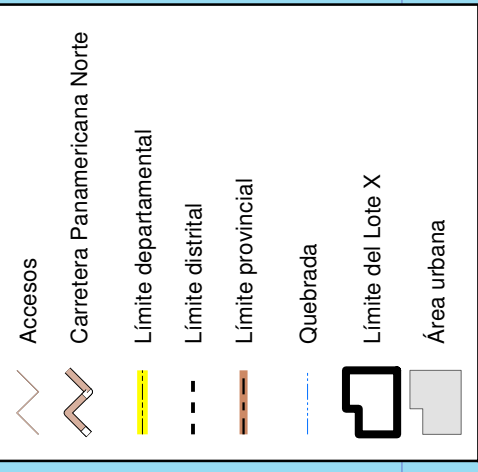 Accesos
Carretera Panamericana Norte
Límite departamental
Límite distrital
Límite provincial
Quebrada
Límite del Lote X
Área urbana